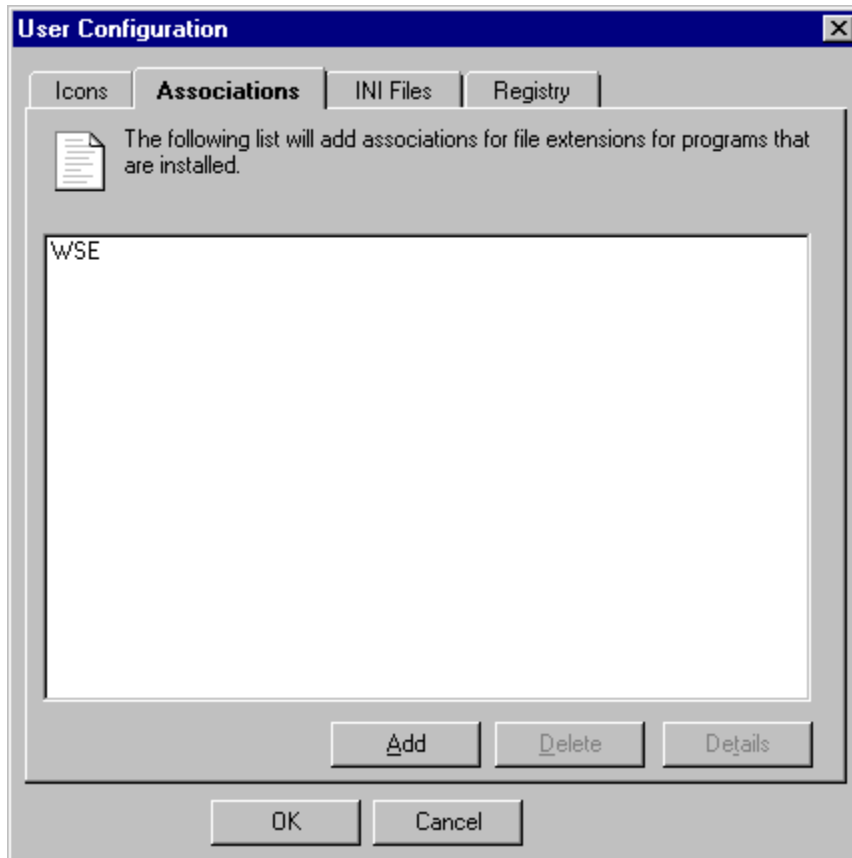 User Configuration
Icons Associations INI Files Registry
The following list will add associations for file extensions for programs that
are installed.
WSE
Add Delete Details
OK Cancel